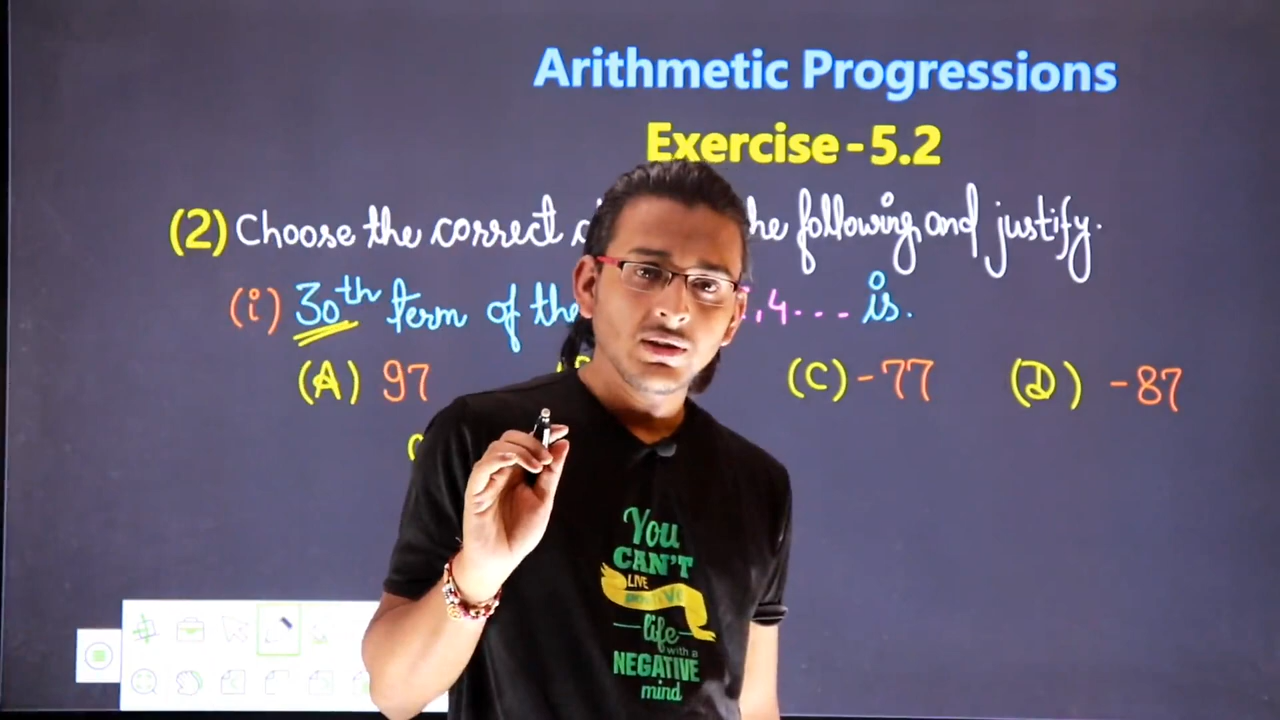 Arithmetic Progressions
Exercise-5.2
(2) Choose the correct the following and justify.
(i) 30th term of the ,4... is.
(A) 97 (C) -77 (D) -87
You
CAN'T
LIVE
life
with a
NEGATIVE
mind